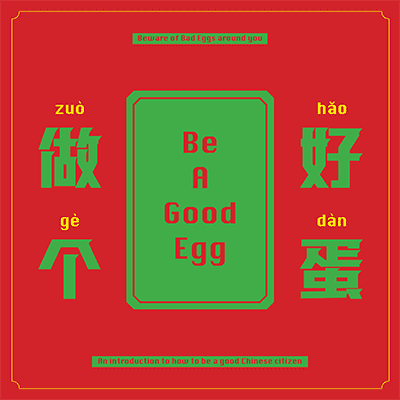 Beware of Bad Eggs around you
zuò
做
gè
个
Be
A
Good
Egg
hǎo
好
dàn
蛋
An introduction to how to be a good Chinese citizen